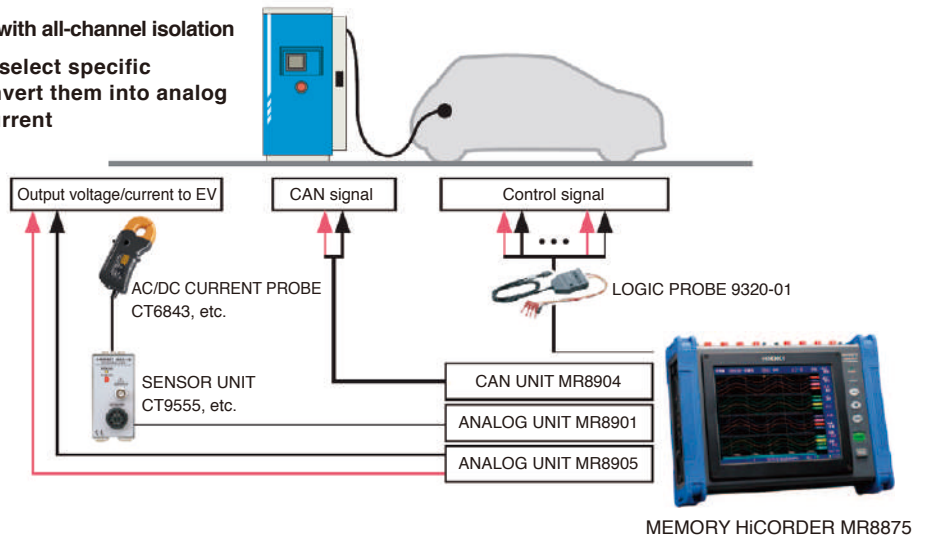 with all-channel isolation
select specific
vert them into analog
rrent
Output voltage/current to EV
CAN signal
Control signal
AC/DC CURRENT PROBE
CT6843, etc.
LOGIC PROBE 9320-01
SENSOR UNIT
CT9555, etc.
CAN UNIT MR8904
ANALOG UNIT MR8901
ANALOG UNIT MR8905
HIOKI
MEMORY HiCORDER MR8875